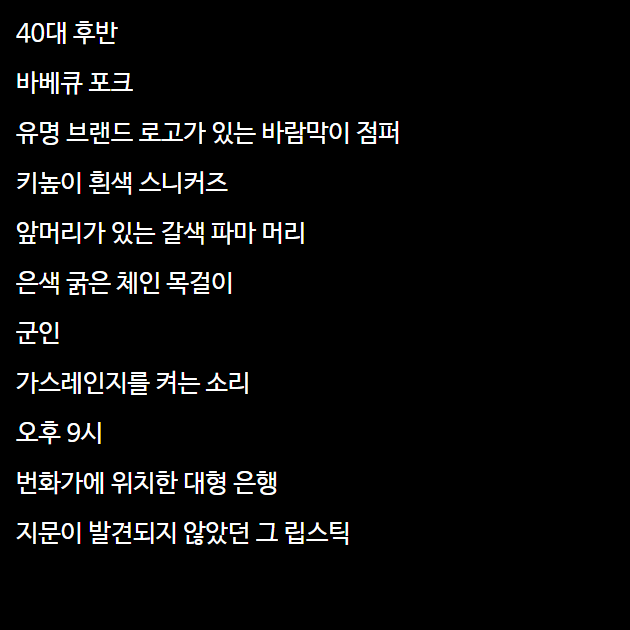 40대 후반
바베큐 포크
유명 브랜드 로고가 있는 바람막이 점퍼
키높이 흰색 스니커즈
앞머리가 있는 갈색 파마 머리
은색 굵은 체인 목걸이
군인
가스레인지를 켜는 소리
오후 9시
번화가에 위치한 대형 은행
지문이 발견되지 않았던 그 립스틱